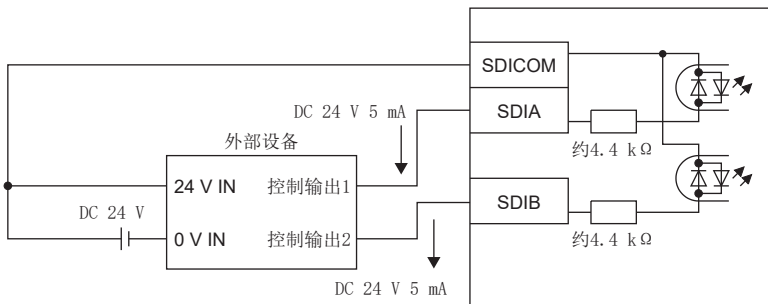 SDICOM
DC 24 V 5 mA
SDIA
外部设备
约4.4 kΩ
24 V IN
控制输出1
DC 24 V
SDIB
0 V IN
控制输出2
约4.4 kΩ
DC 24 V 5 mA